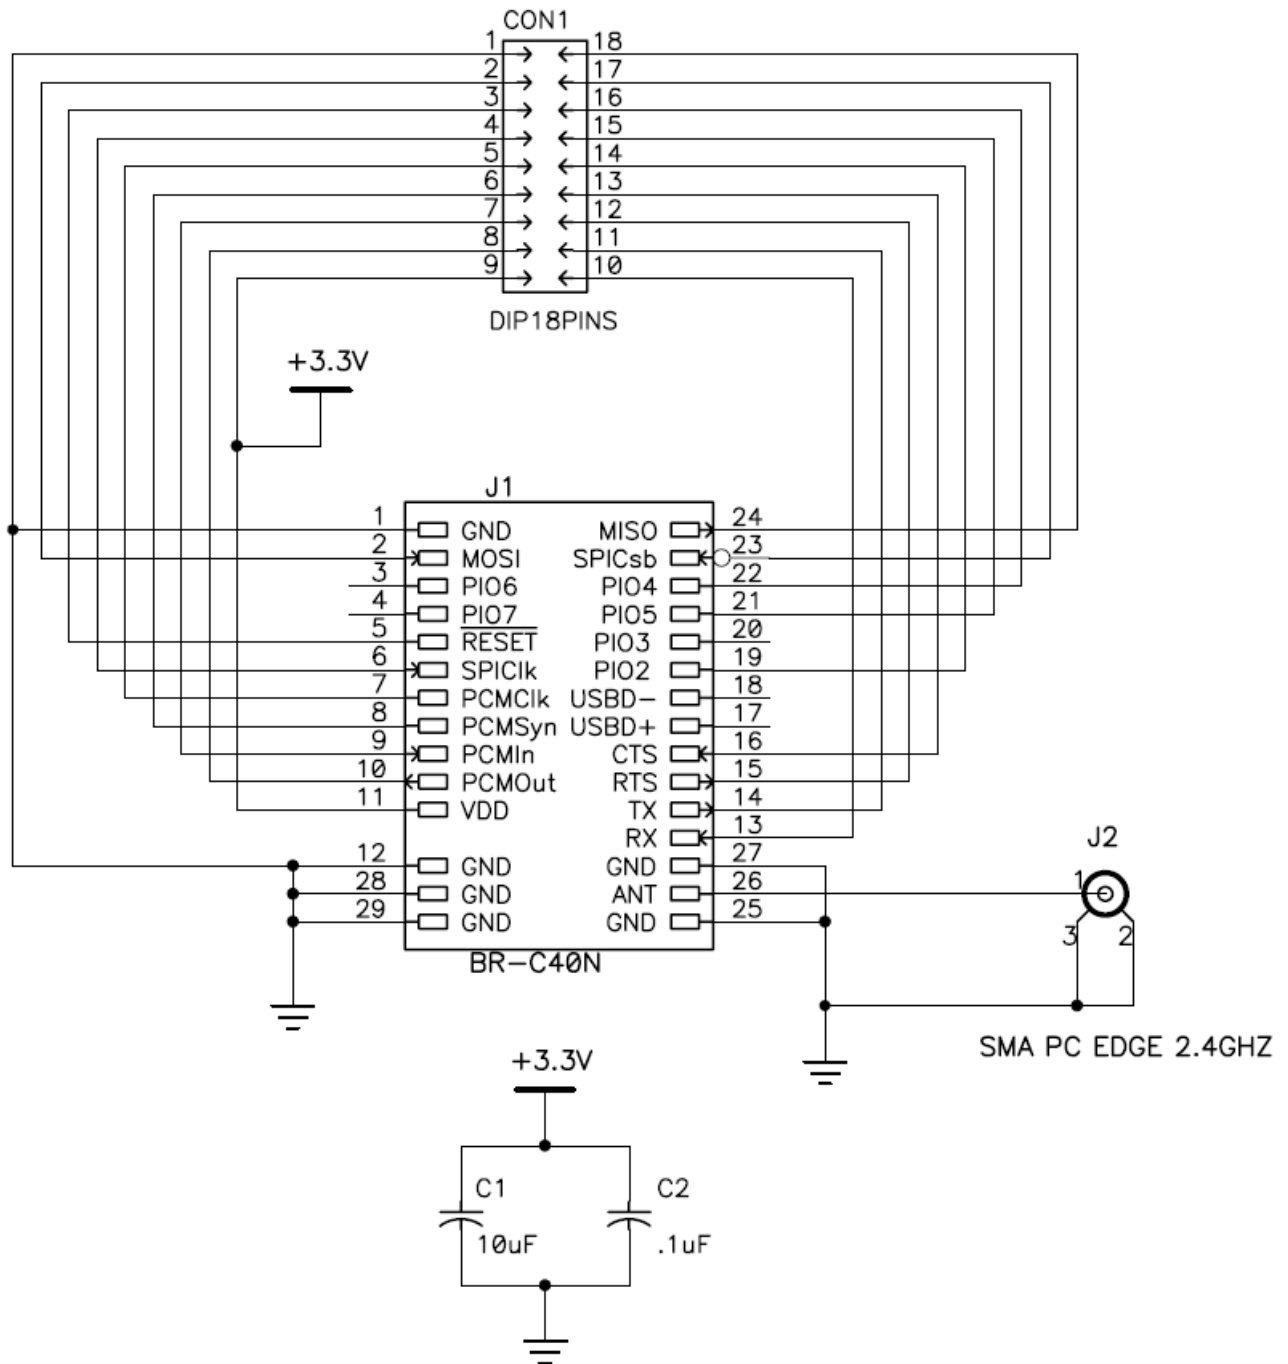 CON1
1 18
2 17
3 16
4 15
5 14
6 13
7 12
8 11
9 10
DIP18PINS
+3.3V
J1
1 GND MISO 24
2 MOSI SPICsb 23
3 PIO6 PIO4 22
4 PIO7 PIO5 21
5 RESET PIO3 20
6 SPIClk PIO2 19
7 PCMClk USBD- 18
8 PCMSyn USBD+ 17
9 PCMIn CTS 16
10 PCMOut RTS 15
11 VDD TX 14
RX 13
12 GND GND 27
28 GND ANT 26
29 GND GND 25
BR-C40N
J2
1
3 2
SMA PC EDGE 2.4GHZ
+3.3V
C1 C2
10uF .1uF